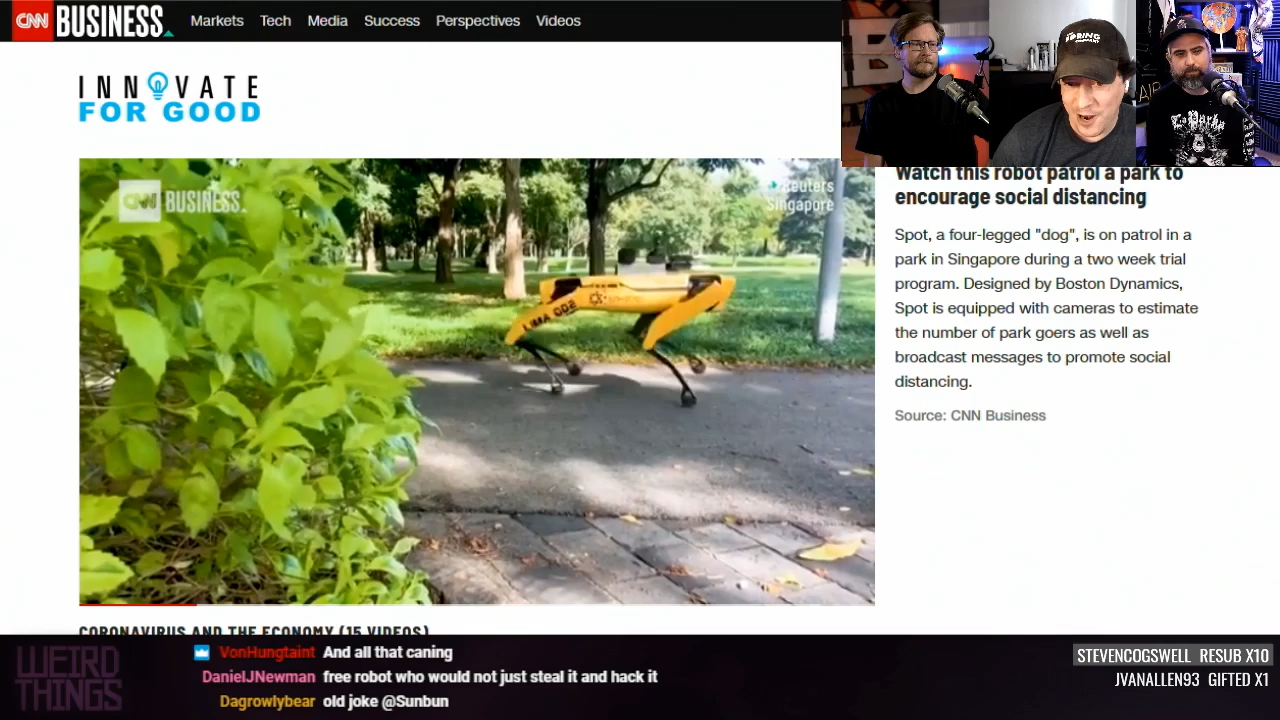 CNN BUSINESS
Markets Tech Media Success Perspectives Videos
INNOVATE
FOR GOOD
CNN BUSINESS
Reuters
Singapore
LIMA 002
Watch this robot patrol a park to
encourage social distancing
Spot, a four-legged "dog", is on patrol in a
park in Singapore during a two week trial
program. Designed by Boston Dynamics,
Spot is equipped with cameras to estimate
the number of park goers as well as
broadcast messages to promote social
distancing.
Source: CNN Business
CORONAVIRUS AND THE ECONOMY (15 VIDEOS)
WEIRD
THINGS
VonHungtaint And all that caning
DanielJNewman free robot who would not just steal it and hack it
Dagrowlybear old joke @Sunbun
STEVENCOGSWELL RESUB X10
JVANALLEN93 GIFTED X1